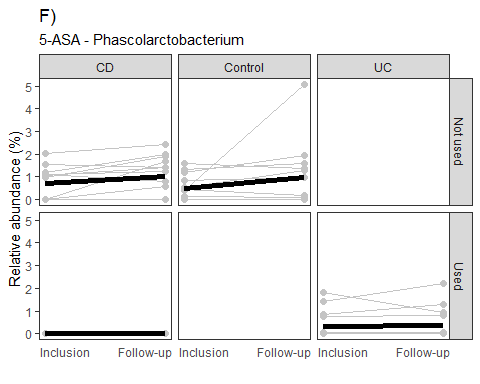 F)
5-ASA - Phascolarctobacterium
CD Control UC
Relative abundance (%)
5
4
3
2
1
0
Not used
5
4
3
2
1
0
Used
Inclusion Follow-up Inclusion Follow-up Inclusion Follow-up